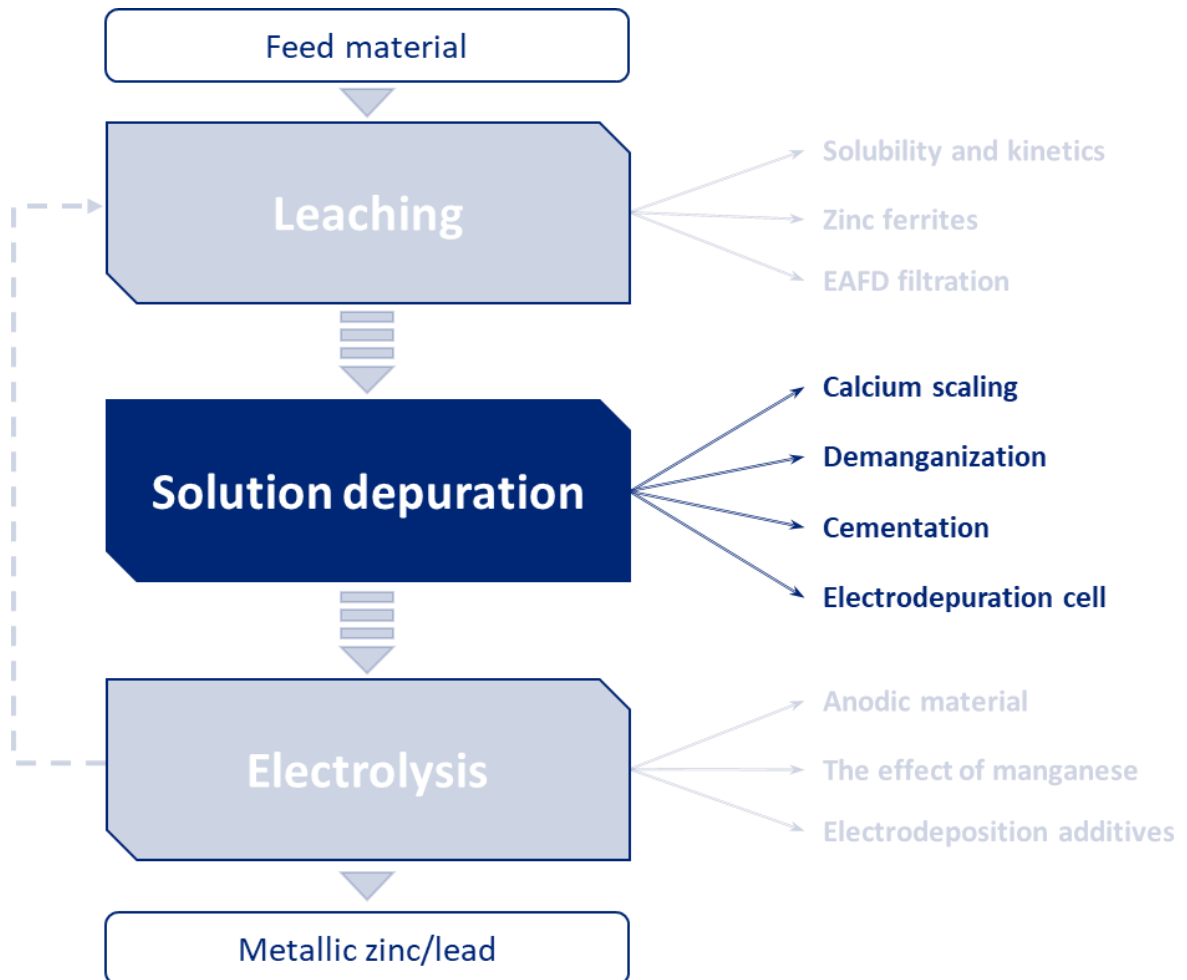 Feed material
Leaching
Solubility and kinetics
Zinc ferrites
EAFD filtration
Solution depuration
Calcium scaling
Demanganization
Cementation
Electrodepuration cell
Electrolysis
Anodic material
The effect of manganese
Electrodeposition additives
Metallic zinc/lead